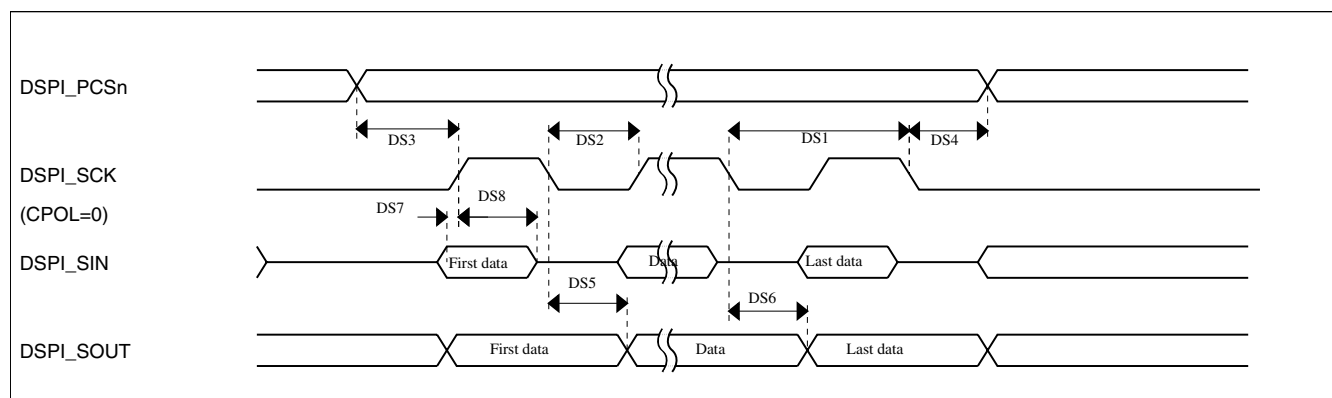 DSPI_PCSn
DS3
DS2
DS1
DS4
DSPI_SCK
DS8
DS7
(CPOL=0)
DSPI_SIN
First data
Data
Last data
DS5
DS6
DSPI_SOUT
First data
Data
Last data